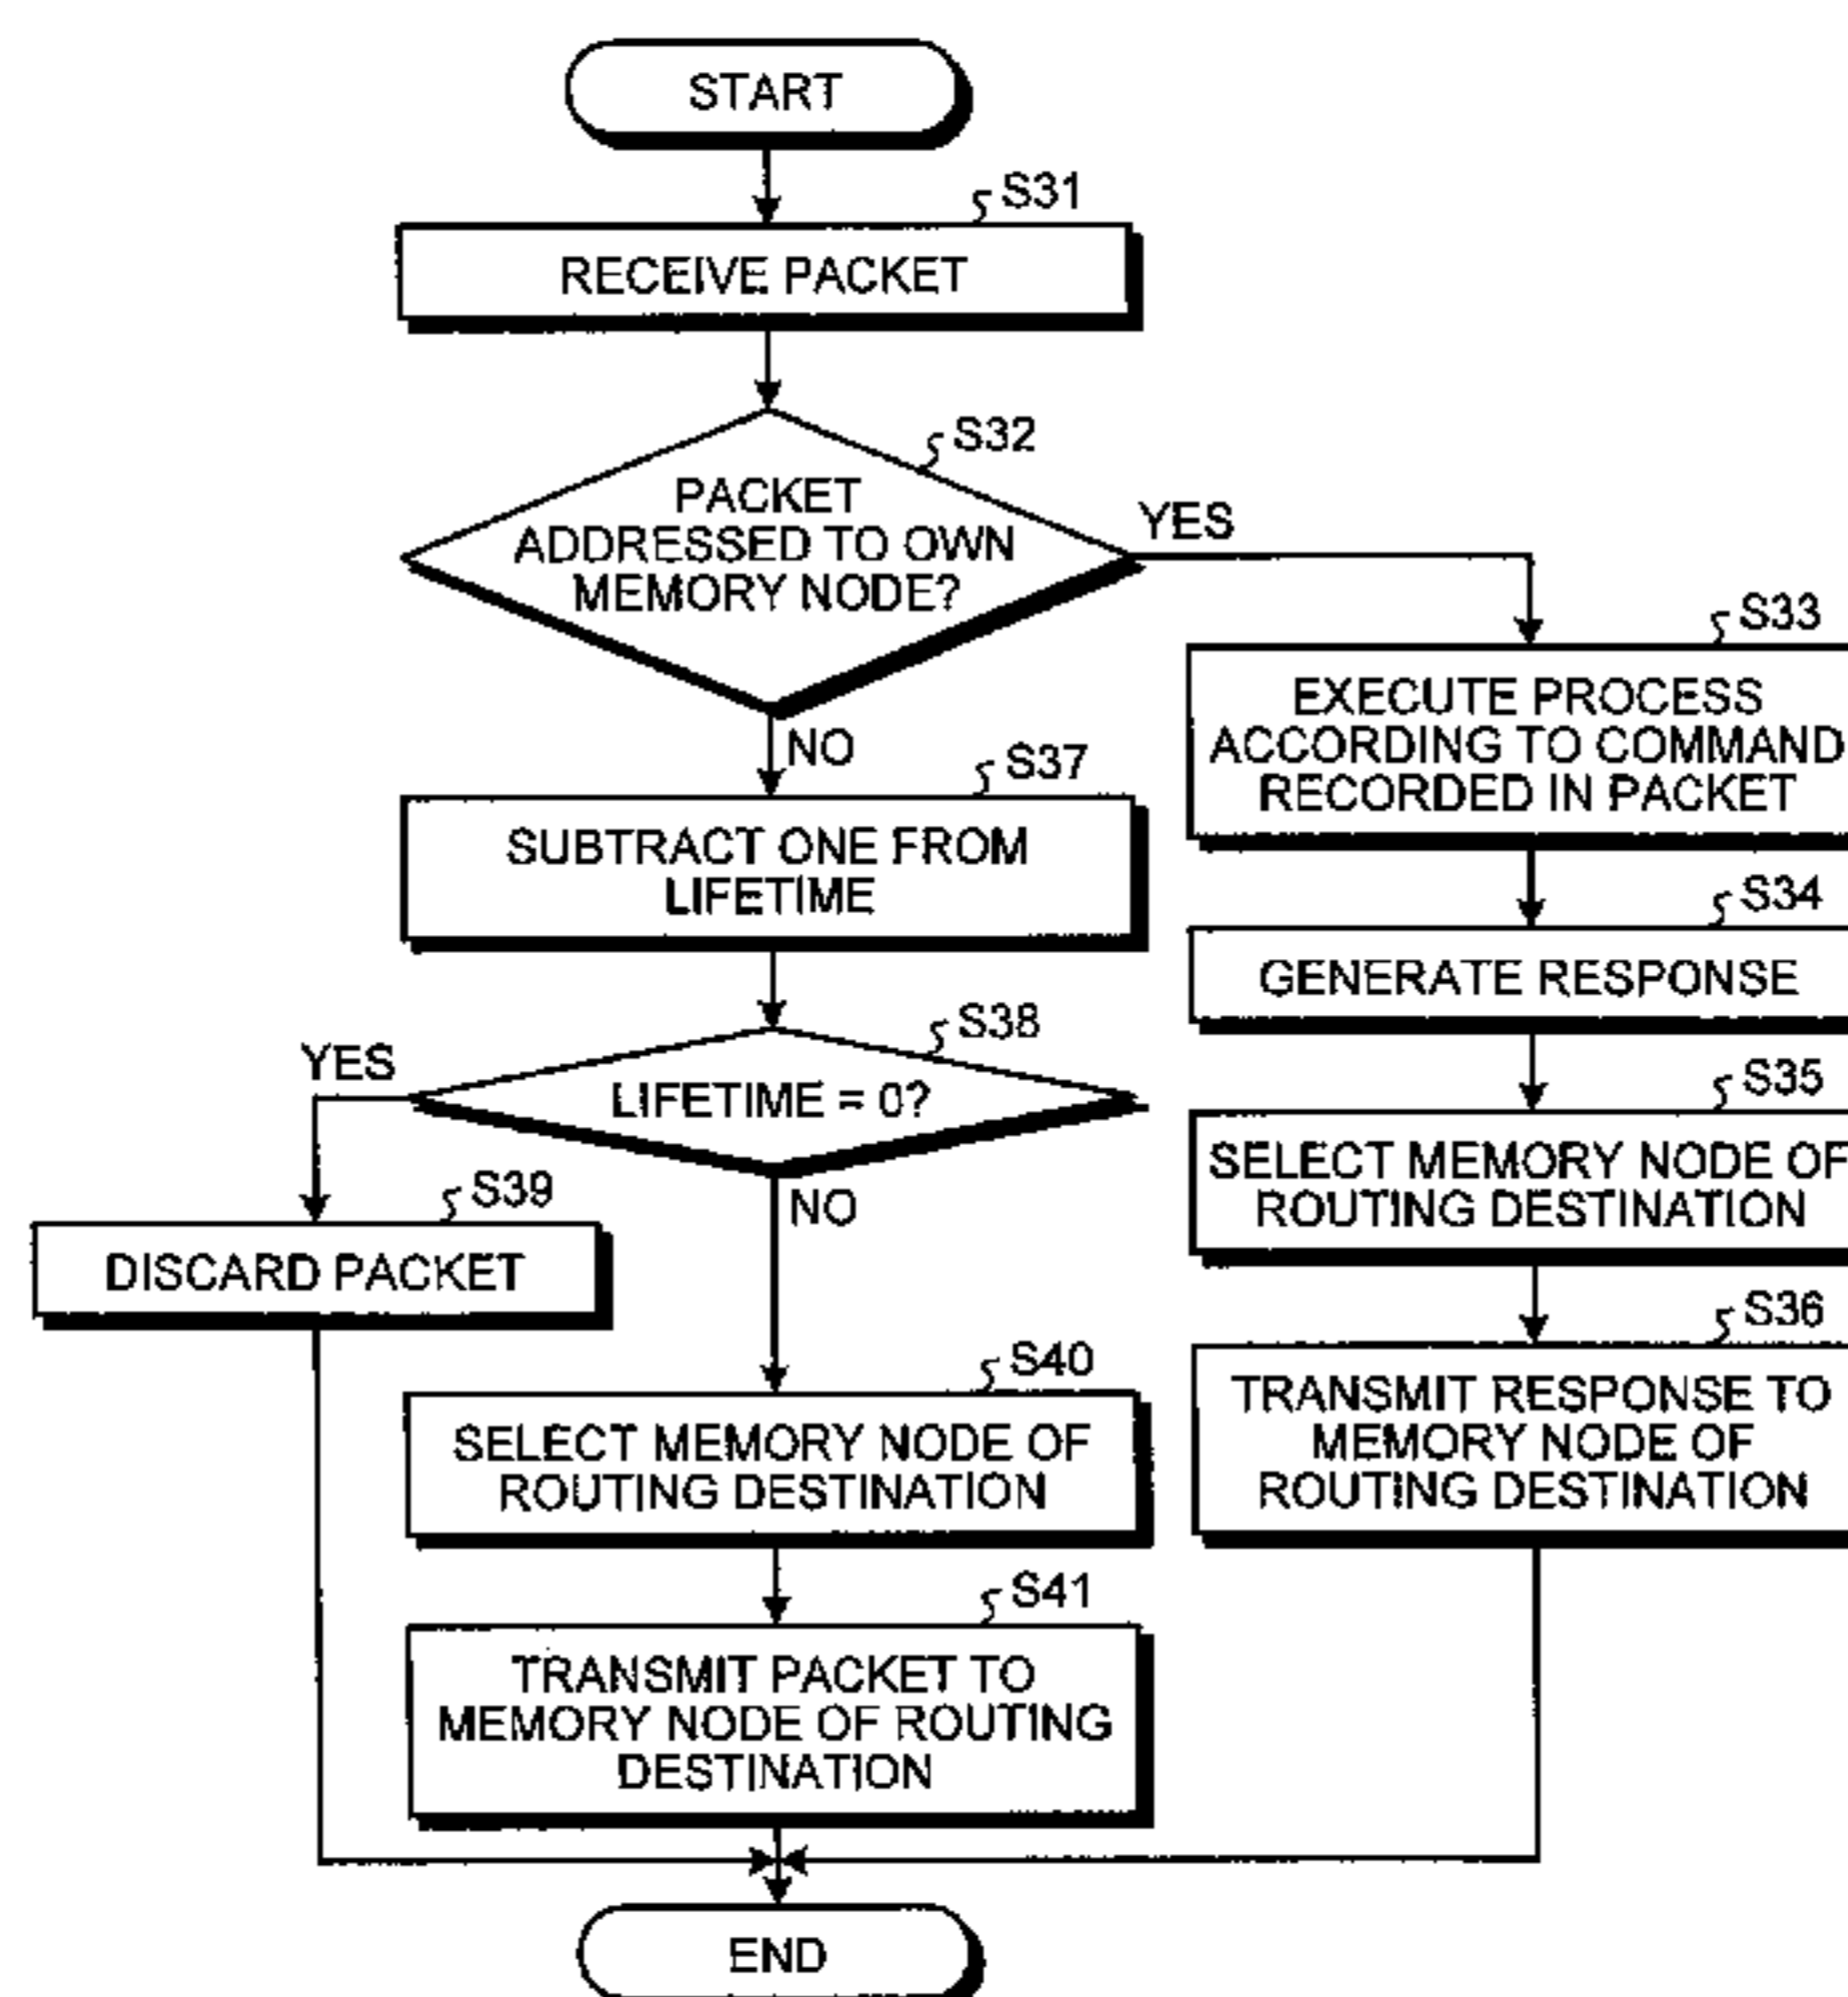 START
S31
RECEIVE PACKET
S32
PACKET
ADDRESSED TO OWN
MEMORY NODE?
YES
NO
S33
EXECUTE PROCESS
ACCORDING TO COMMAND
RECORDED IN PACKET
S34
GENERATE RESPONSE
S35
SELECT MEMORY NODE OF
ROUTING DESTINATION
S36
TRANSMIT RESPONSE TO
MEMORY NODE OF
ROUTING DESTINATION
S37
SUBTRACT ONE FROM
LIFETIME
S38
LIFETIME = 0?
YES
NO
S39
DISCARD PACKET
S40
SELECT MEMORY NODE OF
ROUTING DESTINATION
S41
TRANSMIT PACKET TO
MEMORY NODE OF ROUTING
DESTINATION
END